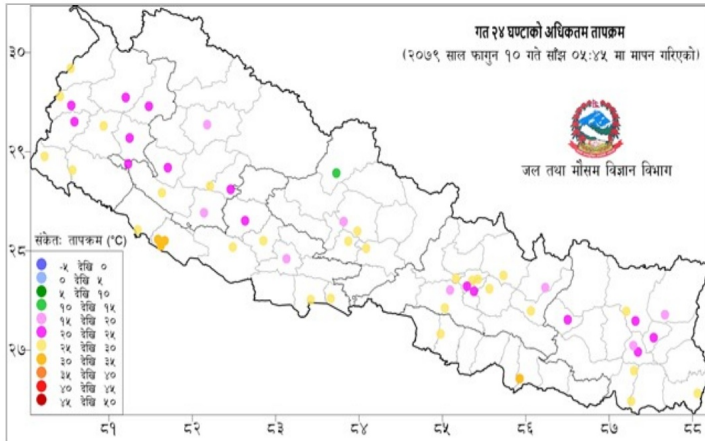 गत २४ घण्टाको अधिकतम तापक्रम
(२०७९ साल फागुन १० गते साँझ ०५:४५ मा मापन गरिएको)
जल तथा मौसम विज्ञान विभाग
३०
२९
२८
२७
संकेतः तापक्रम (°C)
-५ देखि ०
० देखि ५
५ देखि १०
१० देखि १५
१५ देखि २०
२० देखि २५
२५ देखि ३०
३० देखि ३५
३५ देखि ४०
४० देखि ४५
४५ देखि ५०
८१ ८२ ८३ ८४ ८५ ८६ ८७ ८८